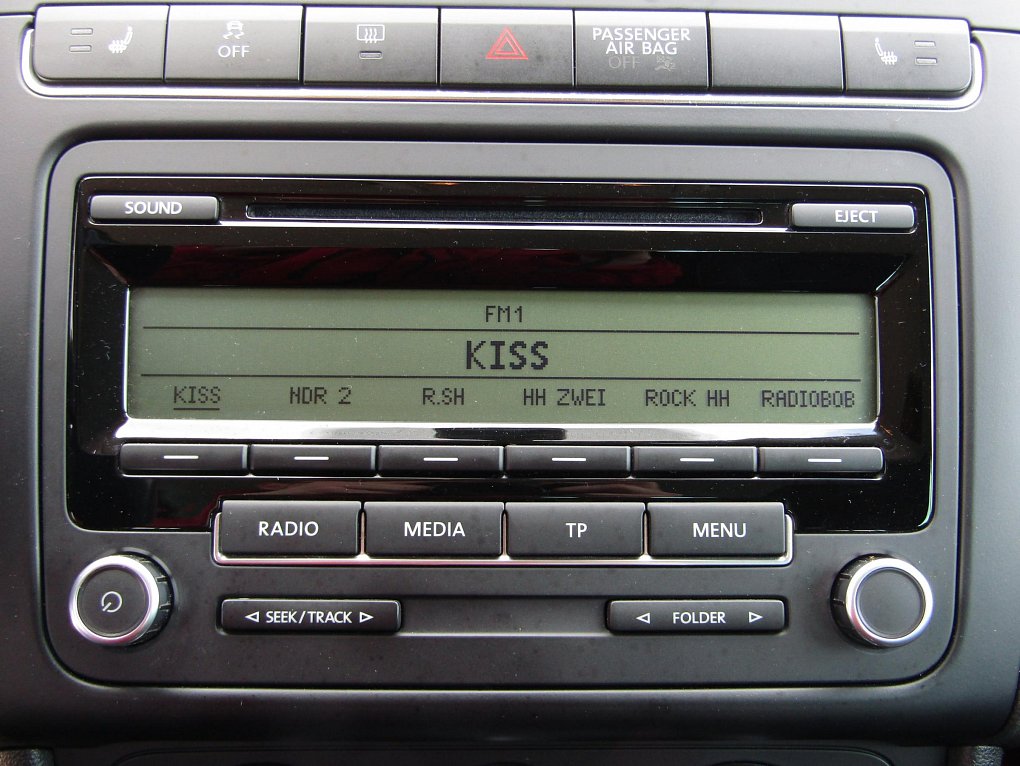 OFF
PASSENGER
AIR BAG
OFF
SOUND
EJECT
FM1
KISS
KISS NDR 2 R.SH HH ZWEI ROCK HH RADIOBOB
RADIO MEDIA TP MENU
SEEK/TRACK FOLDER